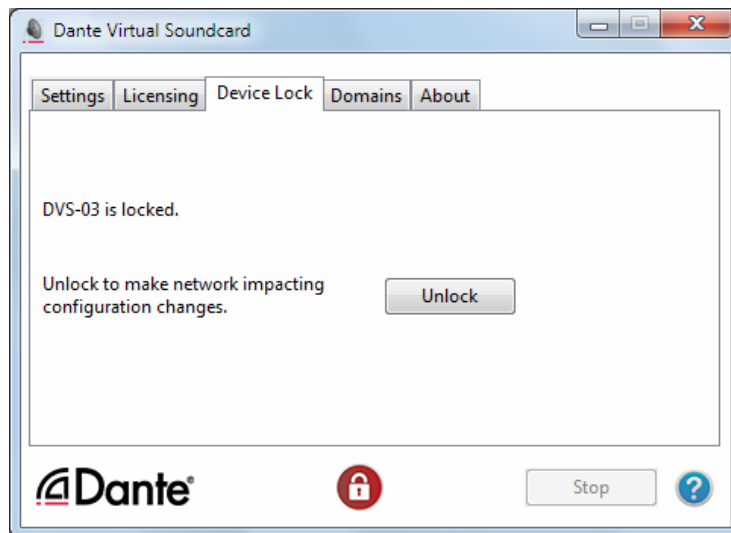 Dante Virtual Soundcard
Settings Licensing Device Lock Domains About
DVS-03 is locked.
Unlock to make network impacting
configuration changes.
Unlock
Dante®
Stop
?